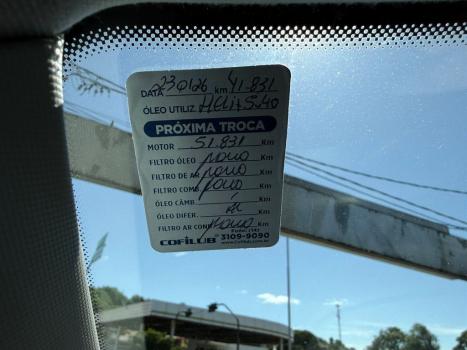 DATA 23/01/26 km 41.831
ÓLEO UTILIZ.
PRÓXIMA TROCA
MOTOR 51.831 Km
FILTRO ÓLEO novo Km
FILTRO DE AR novo Km
FILTRO COMB. novo Km
ÓLEO CÂMB. Km
ÓLEO DIFER. Km
FILTRO AR COND. novo Km
COFILUB 3109-9090